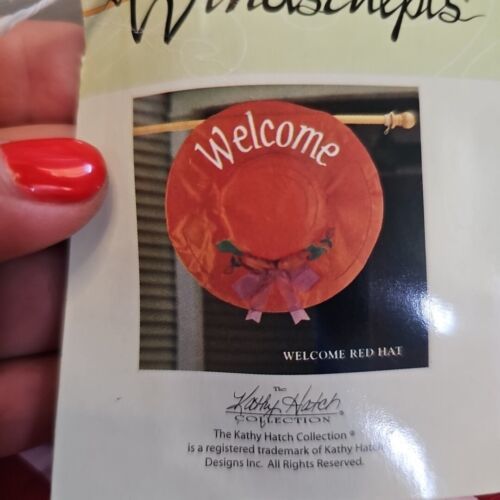 Windsculpts
Welcome
WELCOME RED HAT
The
Kathy Hatch
COLLECTION®
The Kathy Hatch Collection®
is a registered trademark of Kathy Hatch
Designs Inc. All Rights Reserved.